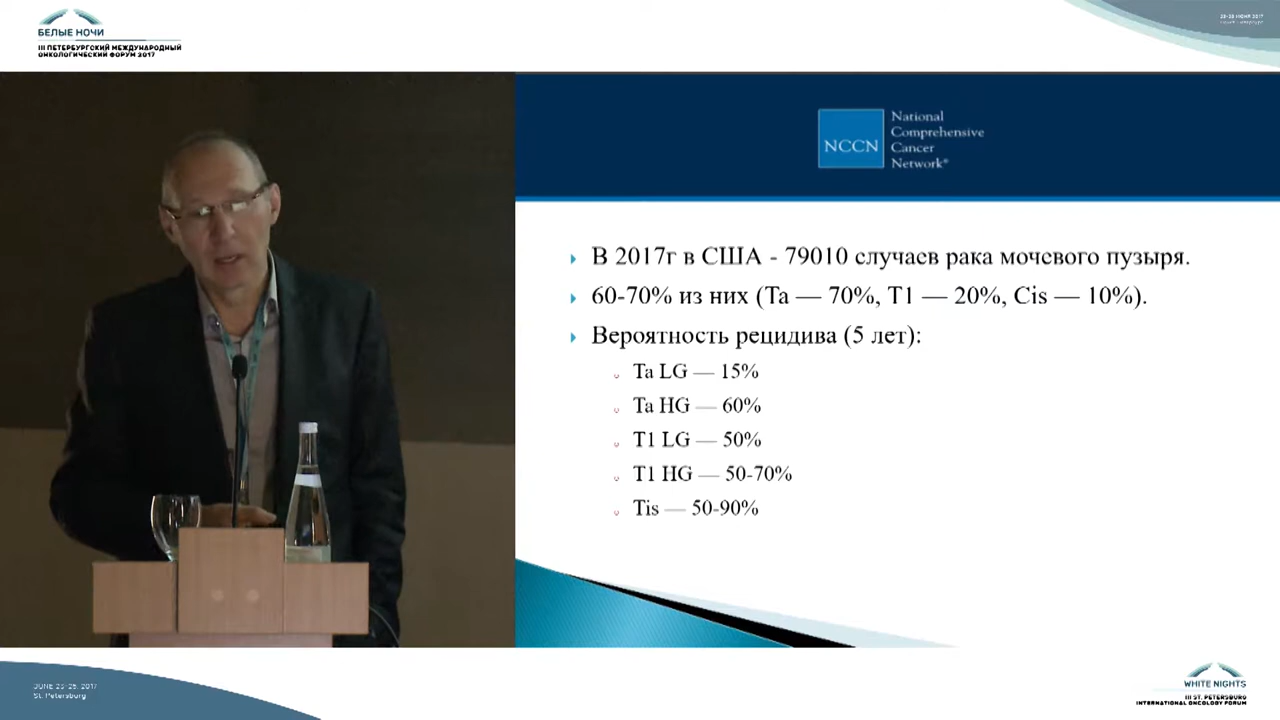 БЕЛЫЕ НОЧИ
III ПЕТЕРБУРГСКИЙ МЕЖДУНАРОДНЫЙ
ОНКОЛОГИЧЕСКИЙ ФОРУМ 2017
NCCN
National
Comprehensive
Cancer
Network®
В 2017г в США - 79010 случаев рака мочевого пузыря.
60-70% из них (Ta — 70%, T1 — 20%, Cis — 10%).
Вероятность рецидива (5 лет):
Ta LG — 15%
Ta HG — 60%
T1 LG — 50%
T1 HG — 50-70%
Tis — 50-90%
JUNE 23-25, 2017
St. Petersburg
WHITE NIGHTS
III ST. PETERSBURG
INTERNATIONAL ONCOLOGY FORUM